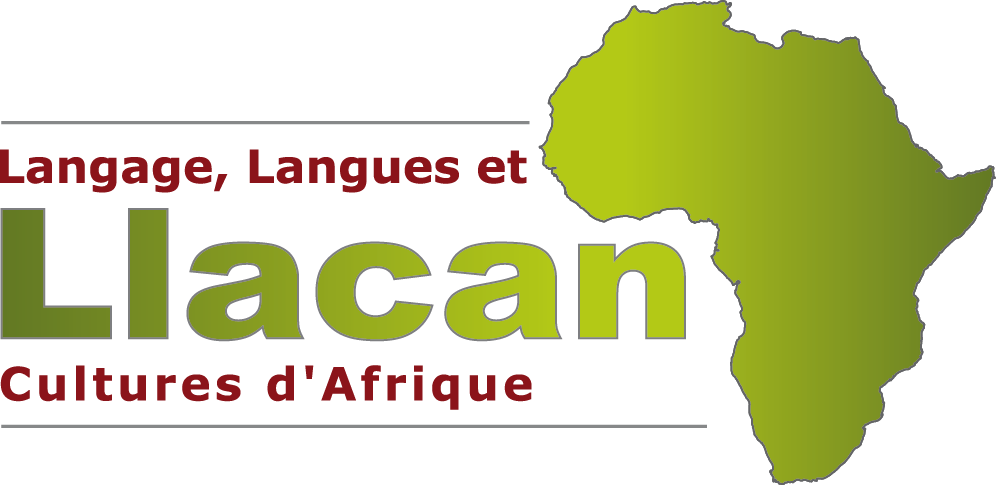 Langage, Langues et
Llacan
Cultures d'Afrique